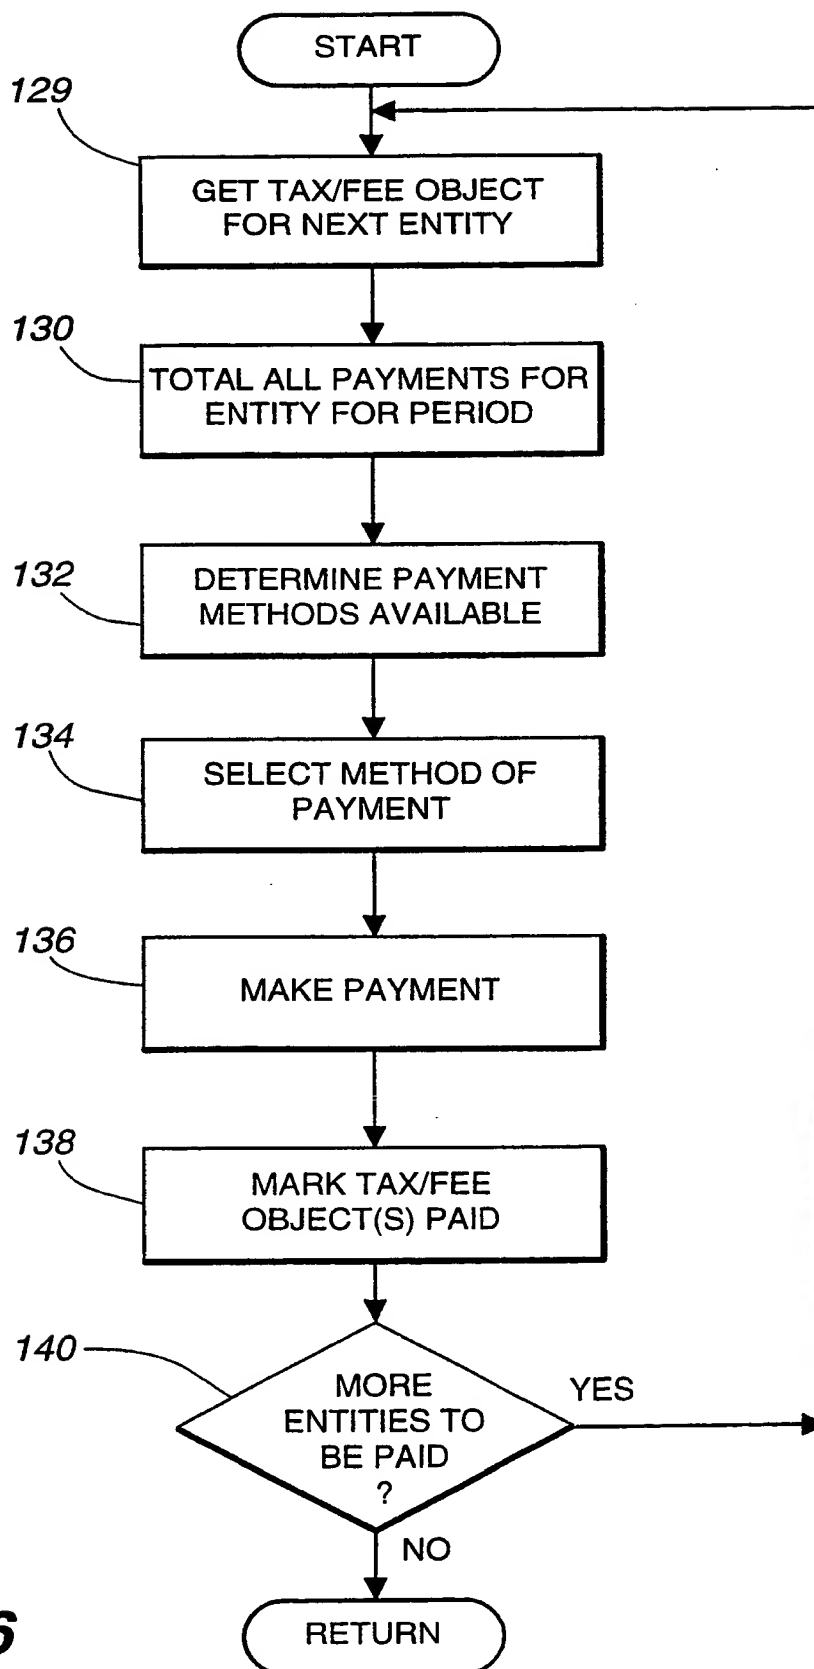 START
129
GET TAX/FEE OBJECT
FOR NEXT ENTITY
130
TOTAL ALL PAYMENTS FOR
ENTITY FOR PERIOD
132
DETERMINE PAYMENT
METHODS AVAILABLE
134
SELECT METHOD OF
PAYMENT
136
MAKE PAYMENT
138
MARK TAX/FEE
OBJECT(S) PAID
140
MORE
ENTITIES TO
BE PAID
?
YES
NO
RETURN
6